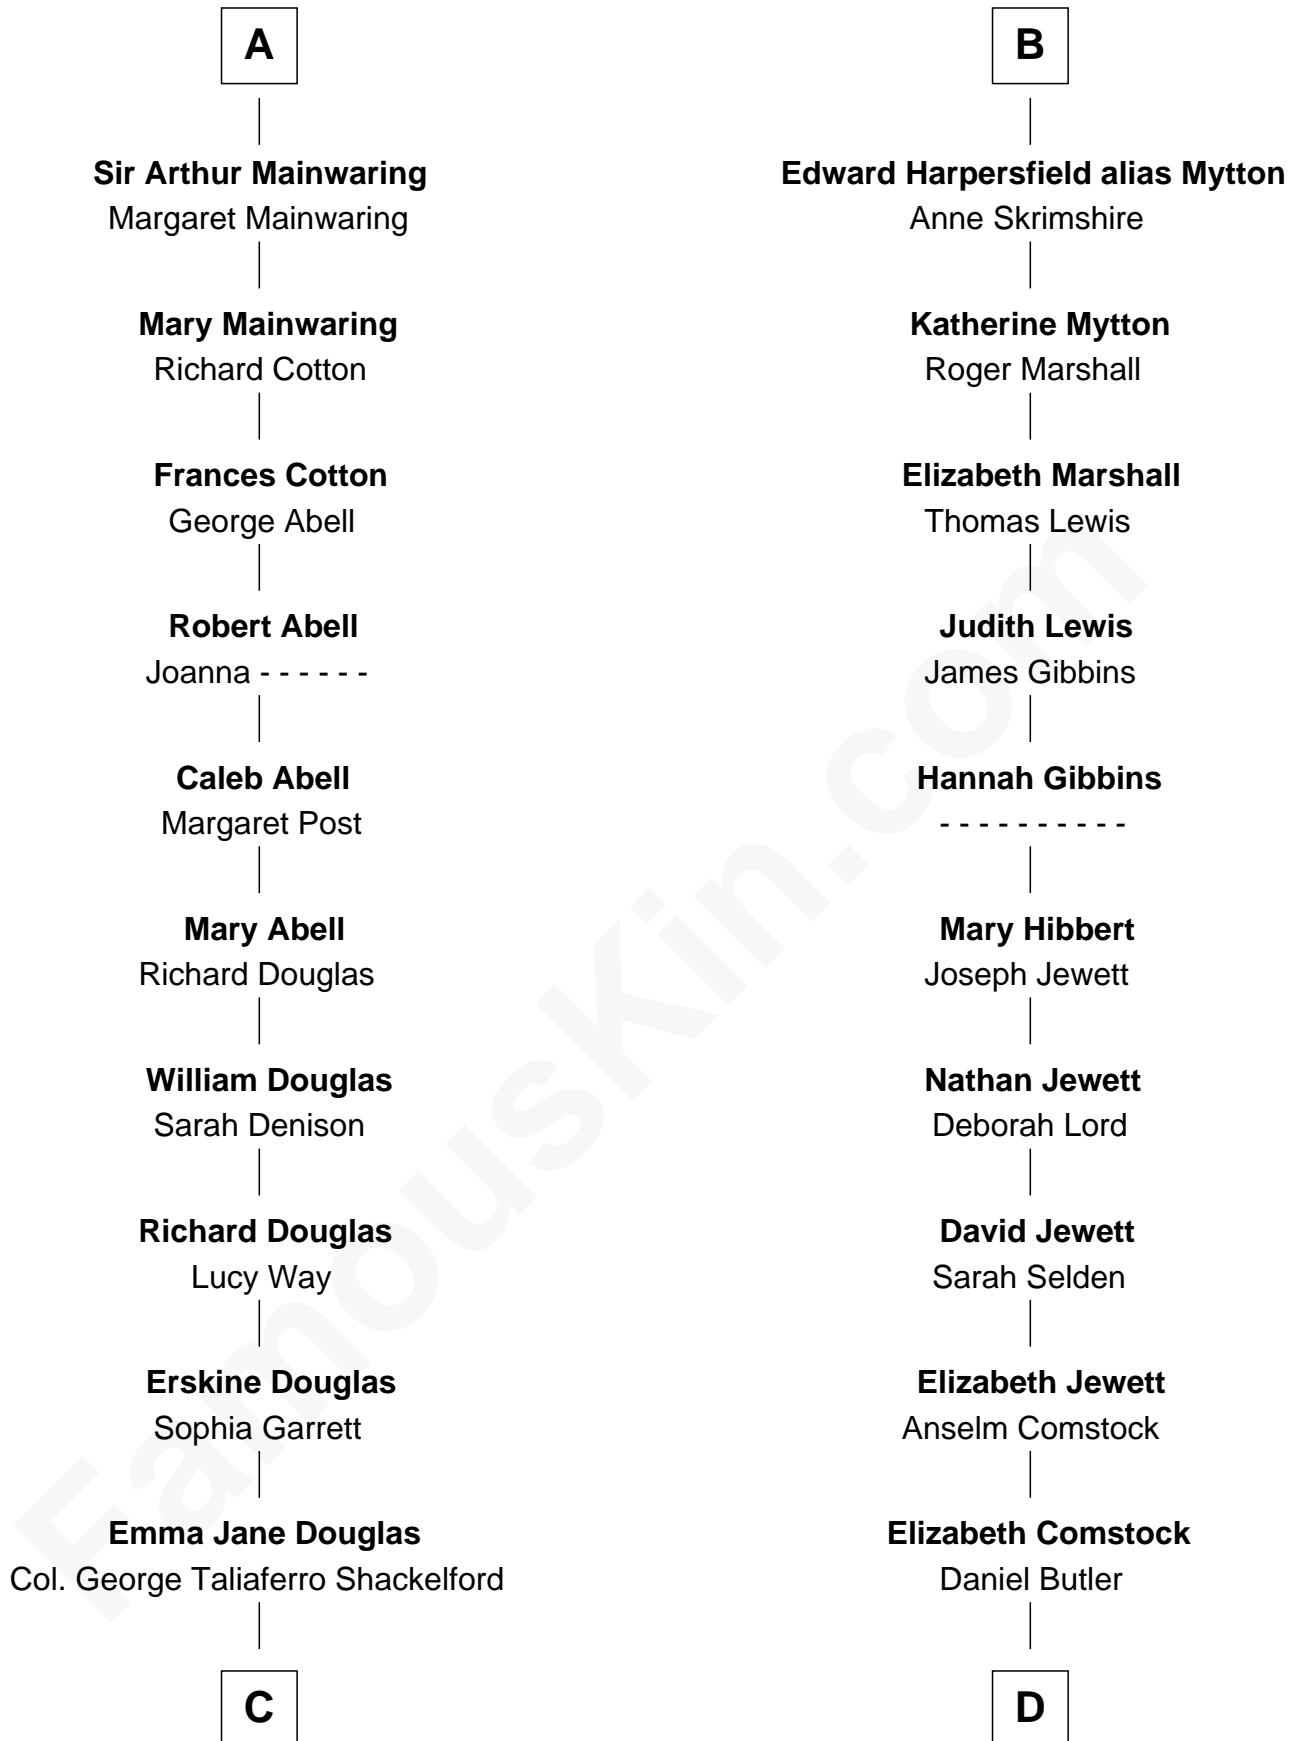 A
Sir Arthur Mainwaring
Margaret Mainwaring
Mary Mainwaring
Richard Cotton
Frances Cotton
George Abell
Robert Abell
Joanna - - - - - -
Caleb Abell
Margaret Post
Mary Abell
Richard Douglas
William Douglas
Sarah Denison
Richard Douglas
Lucy Way
Erskine Douglas
Sophia Garrett
Emma Jane Douglas
Col. George Taliaferro Shackelford
C
B
Edward Harpersfield alias Mytton
Anne Skrimshire
Katherine Mytton
Roger Marshall
Elizabeth Marshall
Thomas Lewis
Judith Lewis
James Gibbins
Hannah Gibbins
- - - - - - - - - -
Mary Hibbert
Joseph Jewett
Nathan Jewett
Deborah Lord
David Jewett
Sarah Selden
Elizabeth Jewett
Anselm Comstock
Elizabeth Comstock
Daniel Butler
D
FamousKin.com